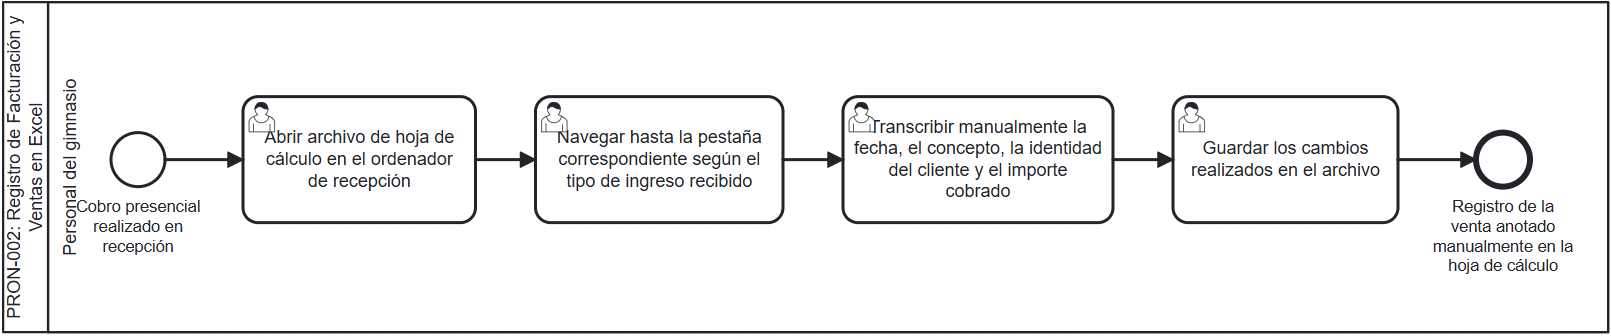 PRON-002: Registro de Facturación y
Ventas en Excel
Personal del gimnasio
Cobro presencial
realizado en
recepción
Abrir archivo de hoja de
cálculo en el ordenador
de recepción
Navegar hasta la pestaña
correspondiente según el
tipo de ingreso recibido
Transcribir manualmente la
fecha, el concepto, la identidad
del cliente y el importe
cobrado
Guardar los cambios
realizados en el archivo
Registro de la
venta anotado
manualmente en la
hoja de cálculo